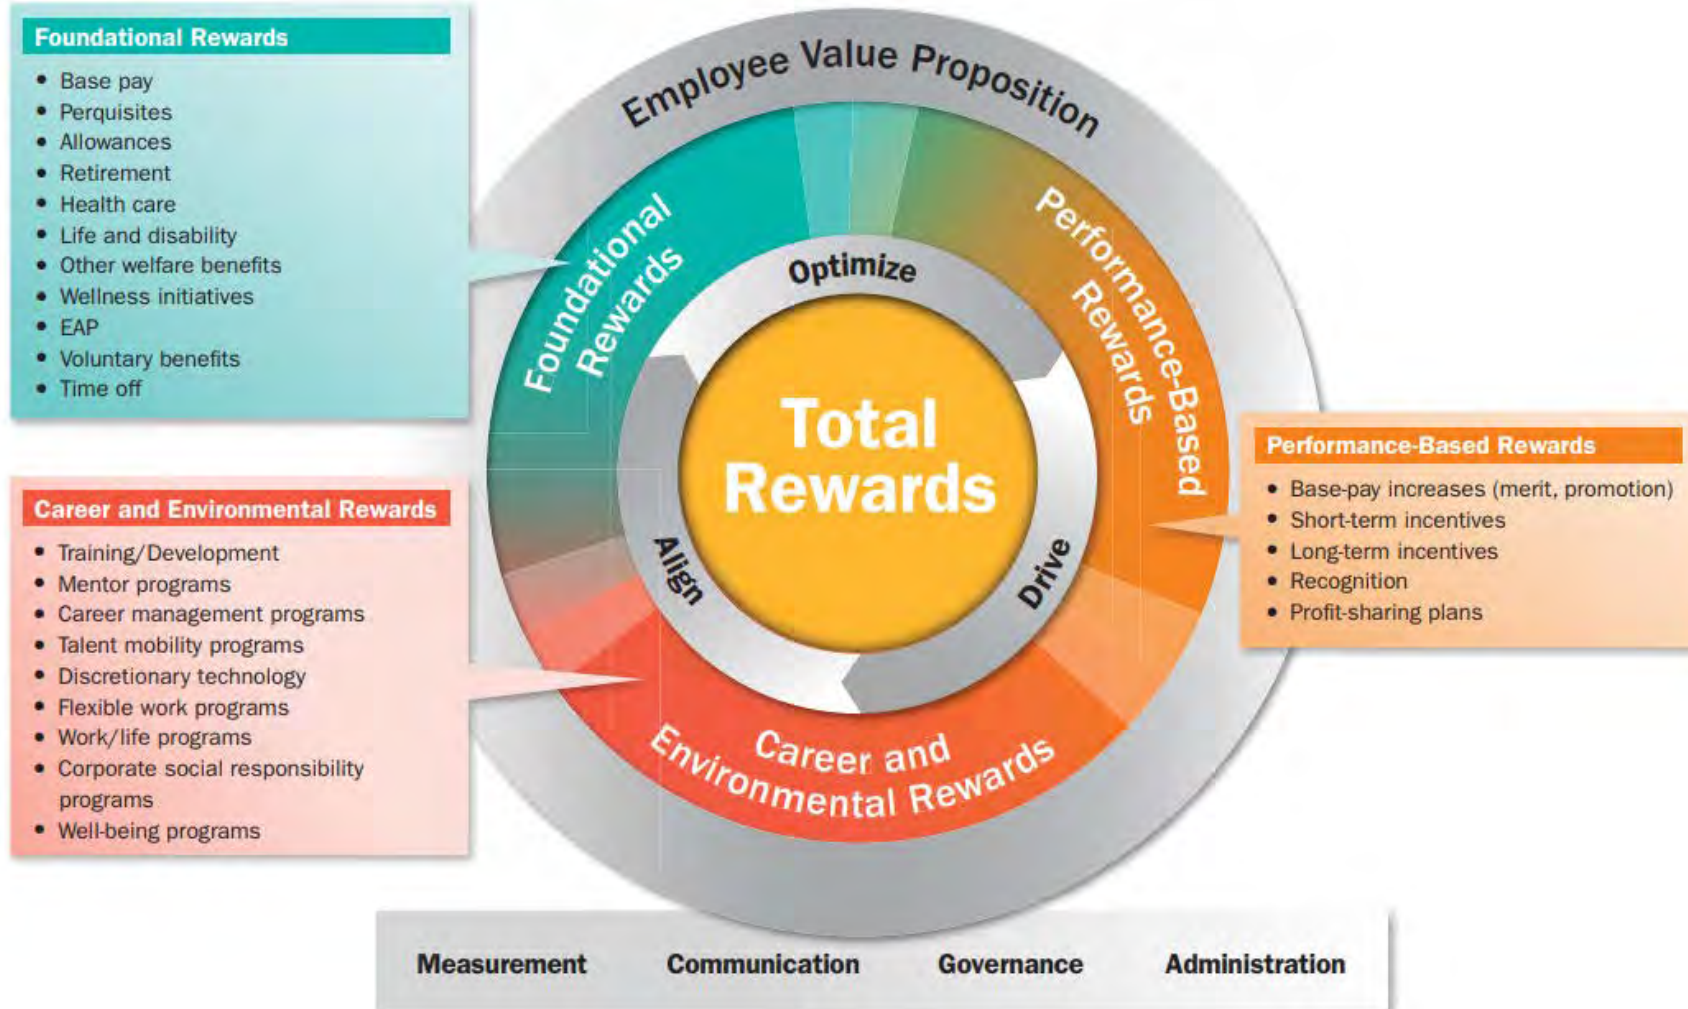 Foundational Rewards
• Base pay
• Perquisites
• Allowances
• Retirement
• Health care
• Life and disability
• Other welfare benefits
• Wellness initiatives
• EAP
• Voluntary benefits
• Time off
Career and Environmental Rewards
• Training/Development
• Mentor programs
• Career management programs
• Talent mobility programs
• Discretionary technology
• Flexible work programs
• Work/life programs
• Corporate social responsibility
programs
• Well-being programs
Employee Value Proposition
Foundational
Rewards
Performance-Based
Rewards
Career and
Environmental Rewards
Optimize
Drive
Align
Total
Rewards
Performance-Based Rewards
• Base-pay increases (merit, promotion)
• Short-term incentives
• Long-term incentives
• Recognition
• Profit-sharing plans
Measurement Communication Governance Administration